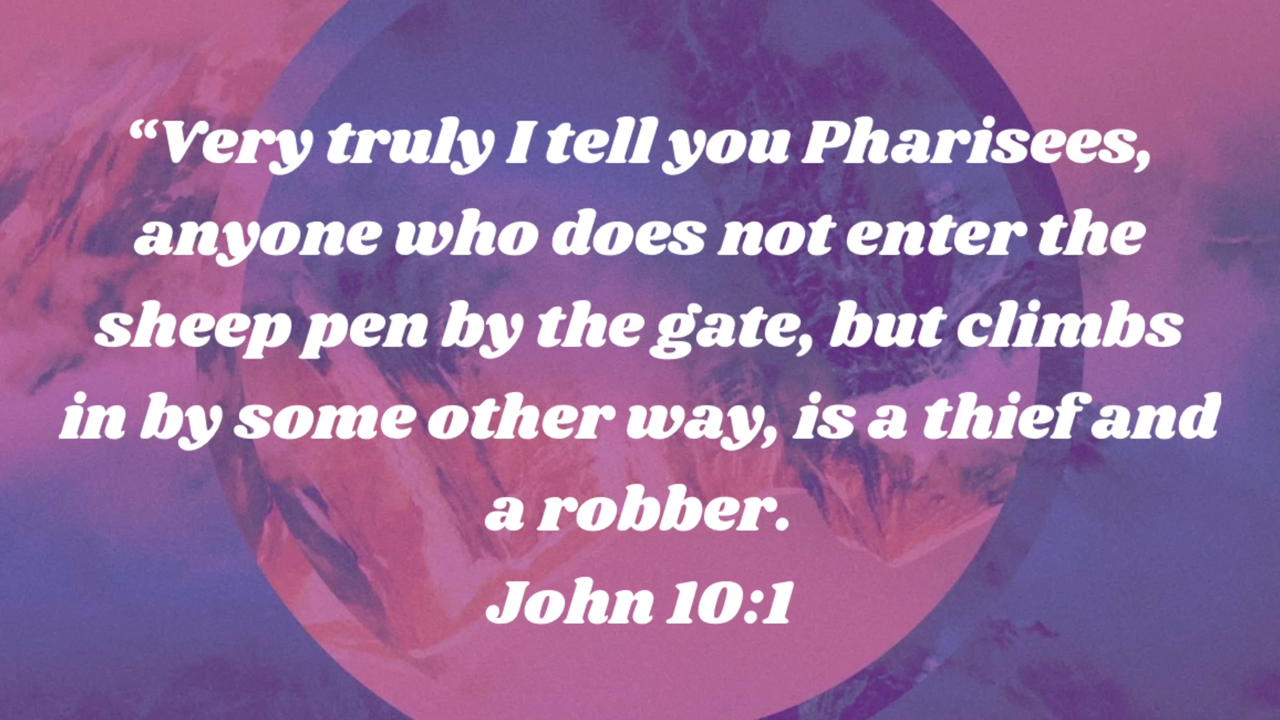 “Very truly I tell you Pharisees,
anyone who does not enter the
sheep pen by the gate, but climbs
in by some other way, is a thief and
a robber.
John 10:1